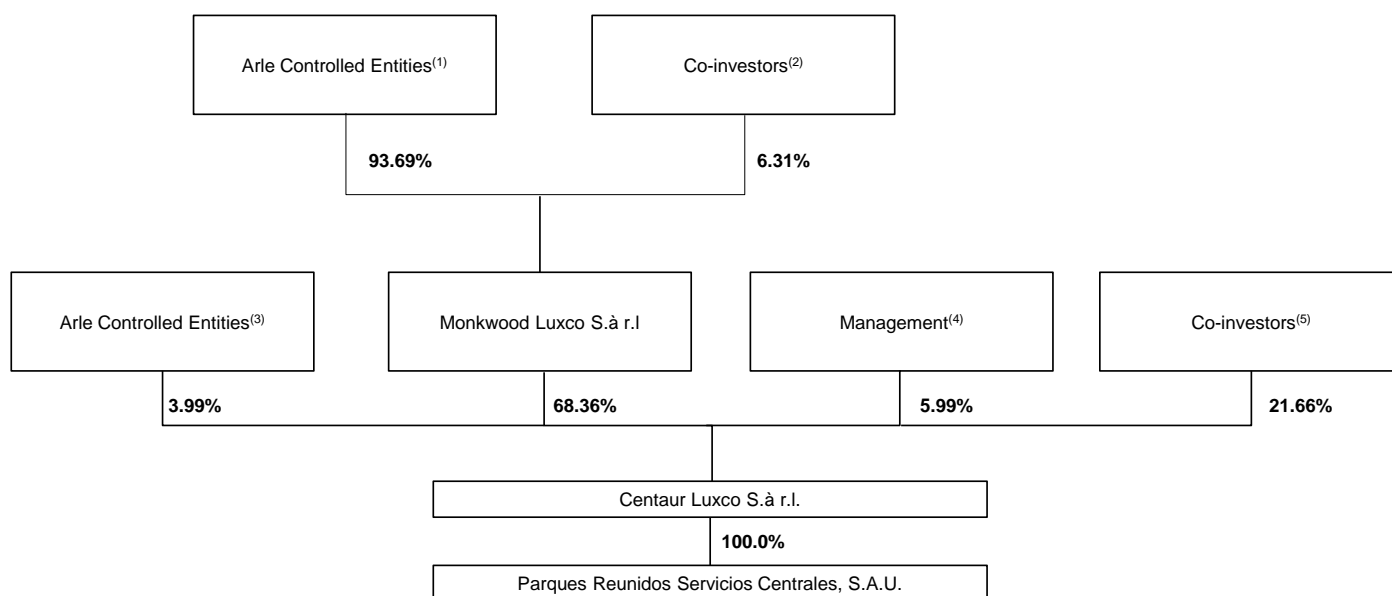 Arle Controlled Entities(1)
Co-investors(2)
93.69%
6.31%
Arle Controlled Entities(3)
Monkwood Luxco S.à r.l
Management(4)
Co-investors(5)
3.99%
68.36%
5.99%
21.66%
Centaur Luxco S.à r.l.
100.0%
Parques Reunidos Servicios Centrales, S.A.U.